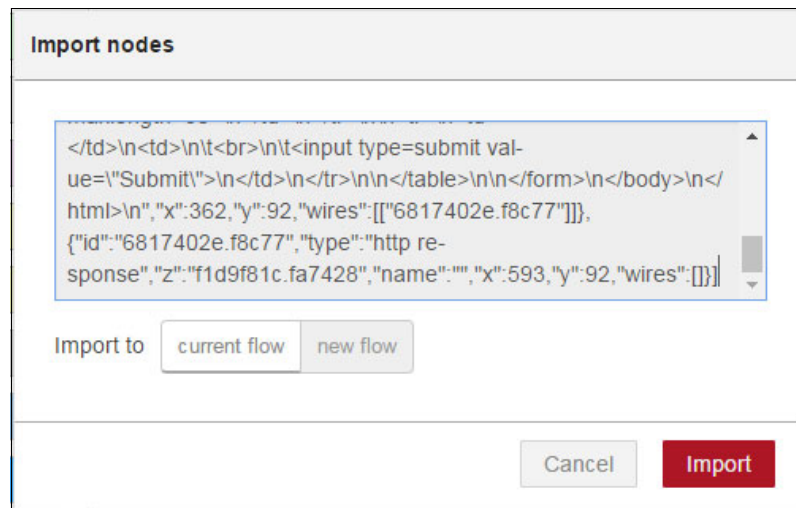 Import nodes
</td>\n<td>\n\t<br>\n\t<input type=submit val-
ue=\"Submit\">\n</td>\n</tr>\n\n</table>\n\n</form>\n</body>\n</
html>\n","x":362,"y":92,"wires":[["6817402e.f8c77"]]},
{"id":"6817402e.f8c77","type":"http re-
sponse","z":"f1d9f81c.fa7428","name":"","x":593,"y":92,"wires":[]}]
Import to current flow new flow
Cancel Import